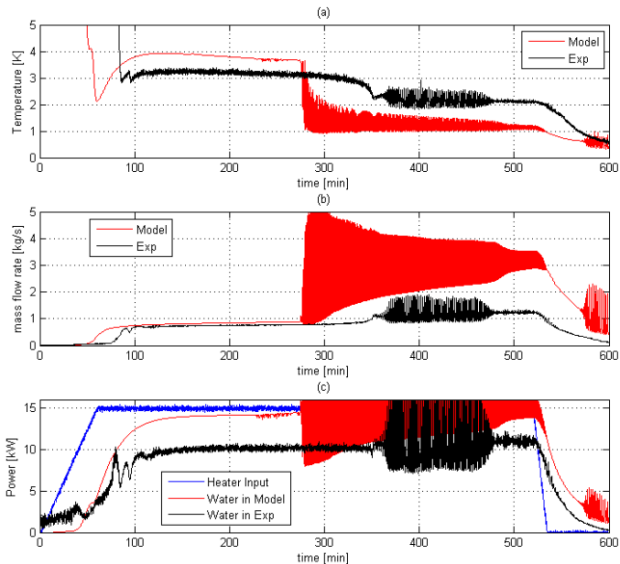 (a)
Temperature [K]
5
4
3
2
1
0
Model
Exp
0 100 200 300 400 500 600
time [min]
(b)
mass flow rate [kg/s]
5
4
3
2
1
0
Model
Exp
0 100 200 300 400 500 600
time [min]
(c)
Power [kW]
15
10
5
0
Heater Input
Water in Model
Water in Exp
0 100 200 300 400 500 600
time [min]